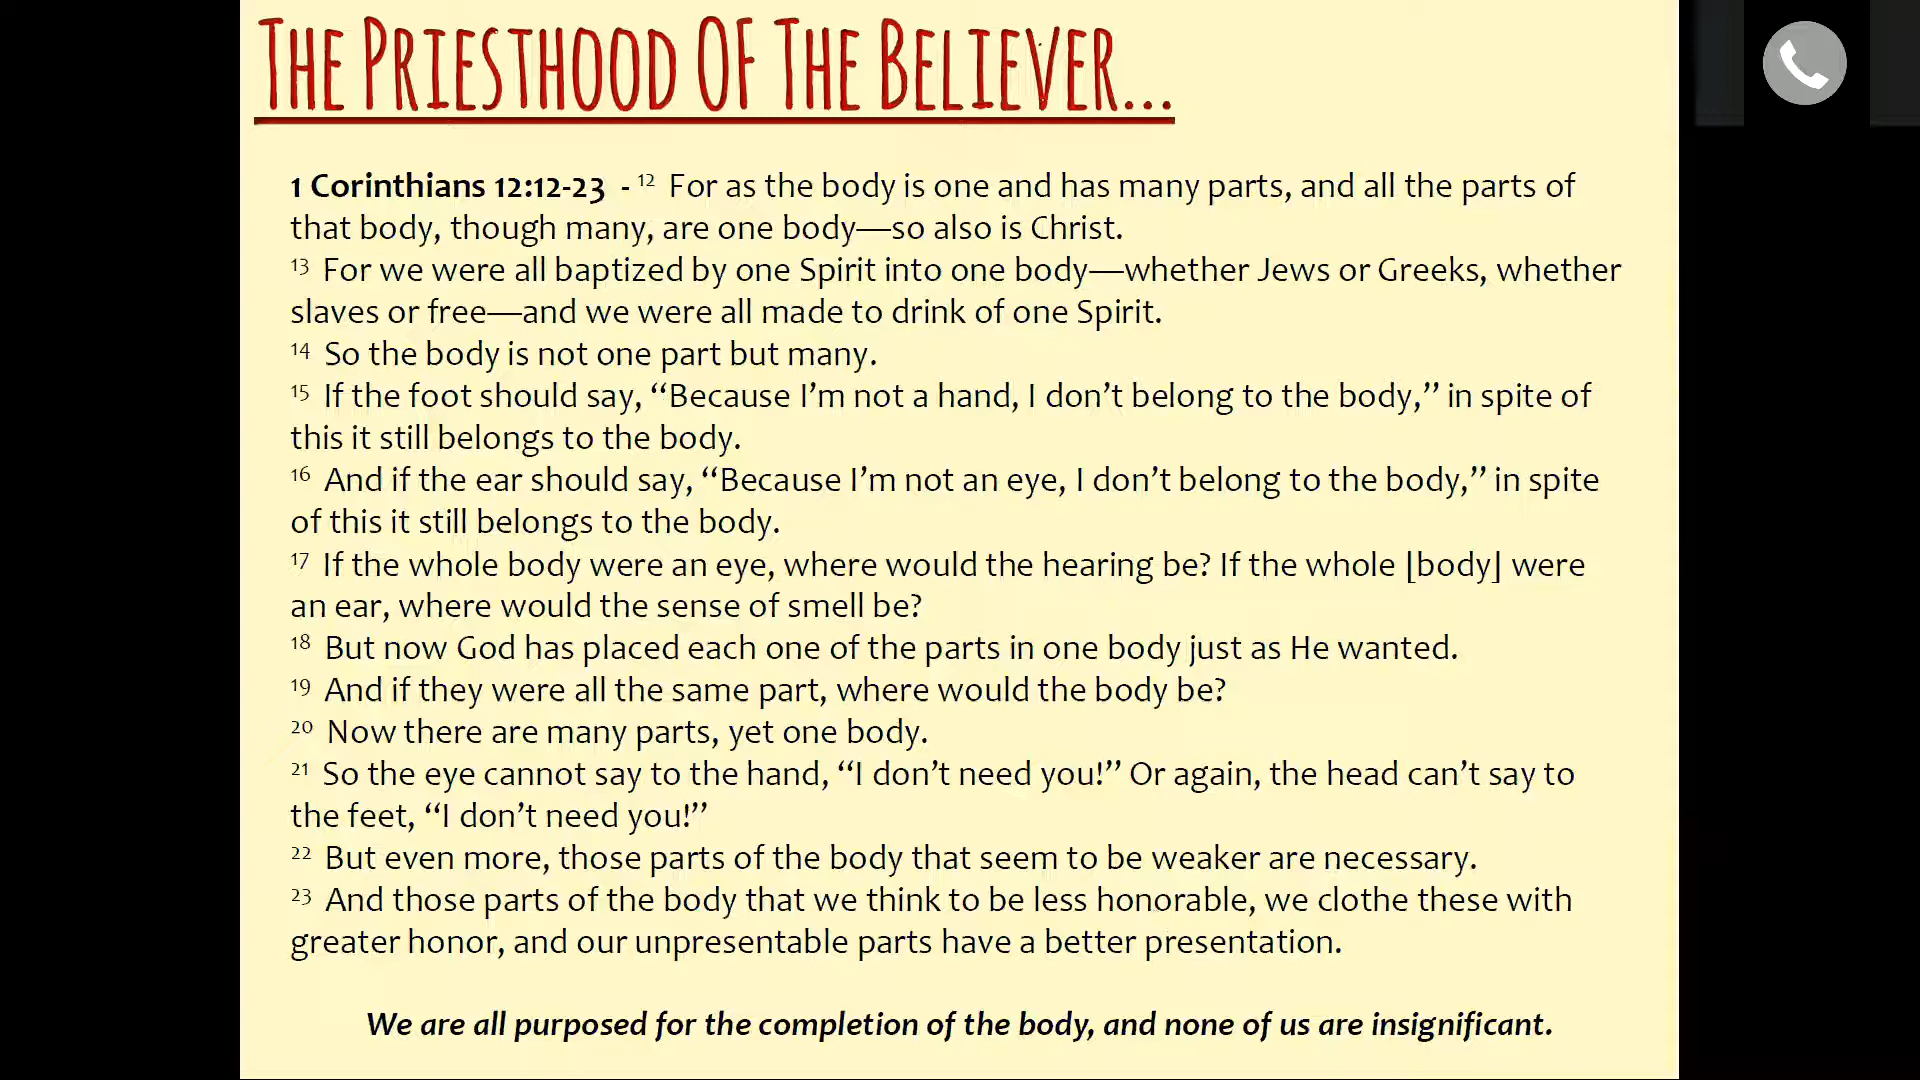 THE PRIESTHOOD OF THE BELIEVER...
1 Corinthians 12:12-23 - 12 For as the body is one and has many parts, and all the parts of
that body, though many, are one body—so also is Christ.
13 For we were all baptized by one Spirit into one body—whether Jews or Greeks, whether
slaves or free—and we were all made to drink of one Spirit.
14 So the body is not one part but many.
15 If the foot should say, “Because I’m not a hand, I don’t belong to the body,” in spite of
this it still belongs to the body.
16 And if the ear should say, “Because I’m not an eye, I don’t belong to the body,” in spite
of this it still belongs to the body.
17 If the whole body were an eye, where would the hearing be? If the whole [body] were
an ear, where would the sense of smell be?
18 But now God has placed each one of the parts in one body just as He wanted.
19 And if they were all the same part, where would the body be?
20 Now there are many parts, yet one body.
21 So the eye cannot say to the hand, “I don’t need you!” Or again, the head can’t say to
the feet, “I don’t need you!”
22 But even more, those parts of the body that seem to be weaker are necessary.
23 And those parts of the body that we think to be less honorable, we clothe these with
greater honor, and our unpresentable parts have a better presentation.
We are all purposed for the completion of the body, and none of us are insignificant.